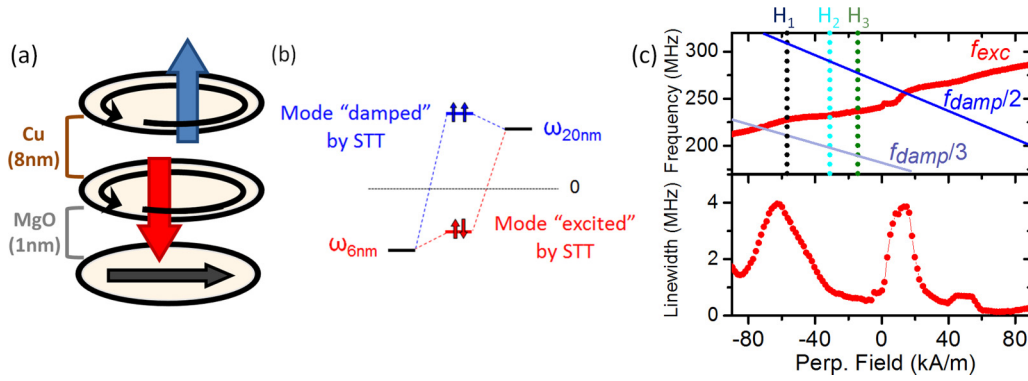 (a)
Cu
(8nm)
MgO
(1nm)
(b)
Mode “damped”
by STT
ω20nm
0
ω6nm
Mode “excited”
by STT
(c)
H1
H2
H3
Frequency (MHz)
300
250
200
fexc
fdamp/2
fdamp/3
Linewidth (MHz)
4
2
0
-80
-40
0
40
80
Perp. Field (kA/m)